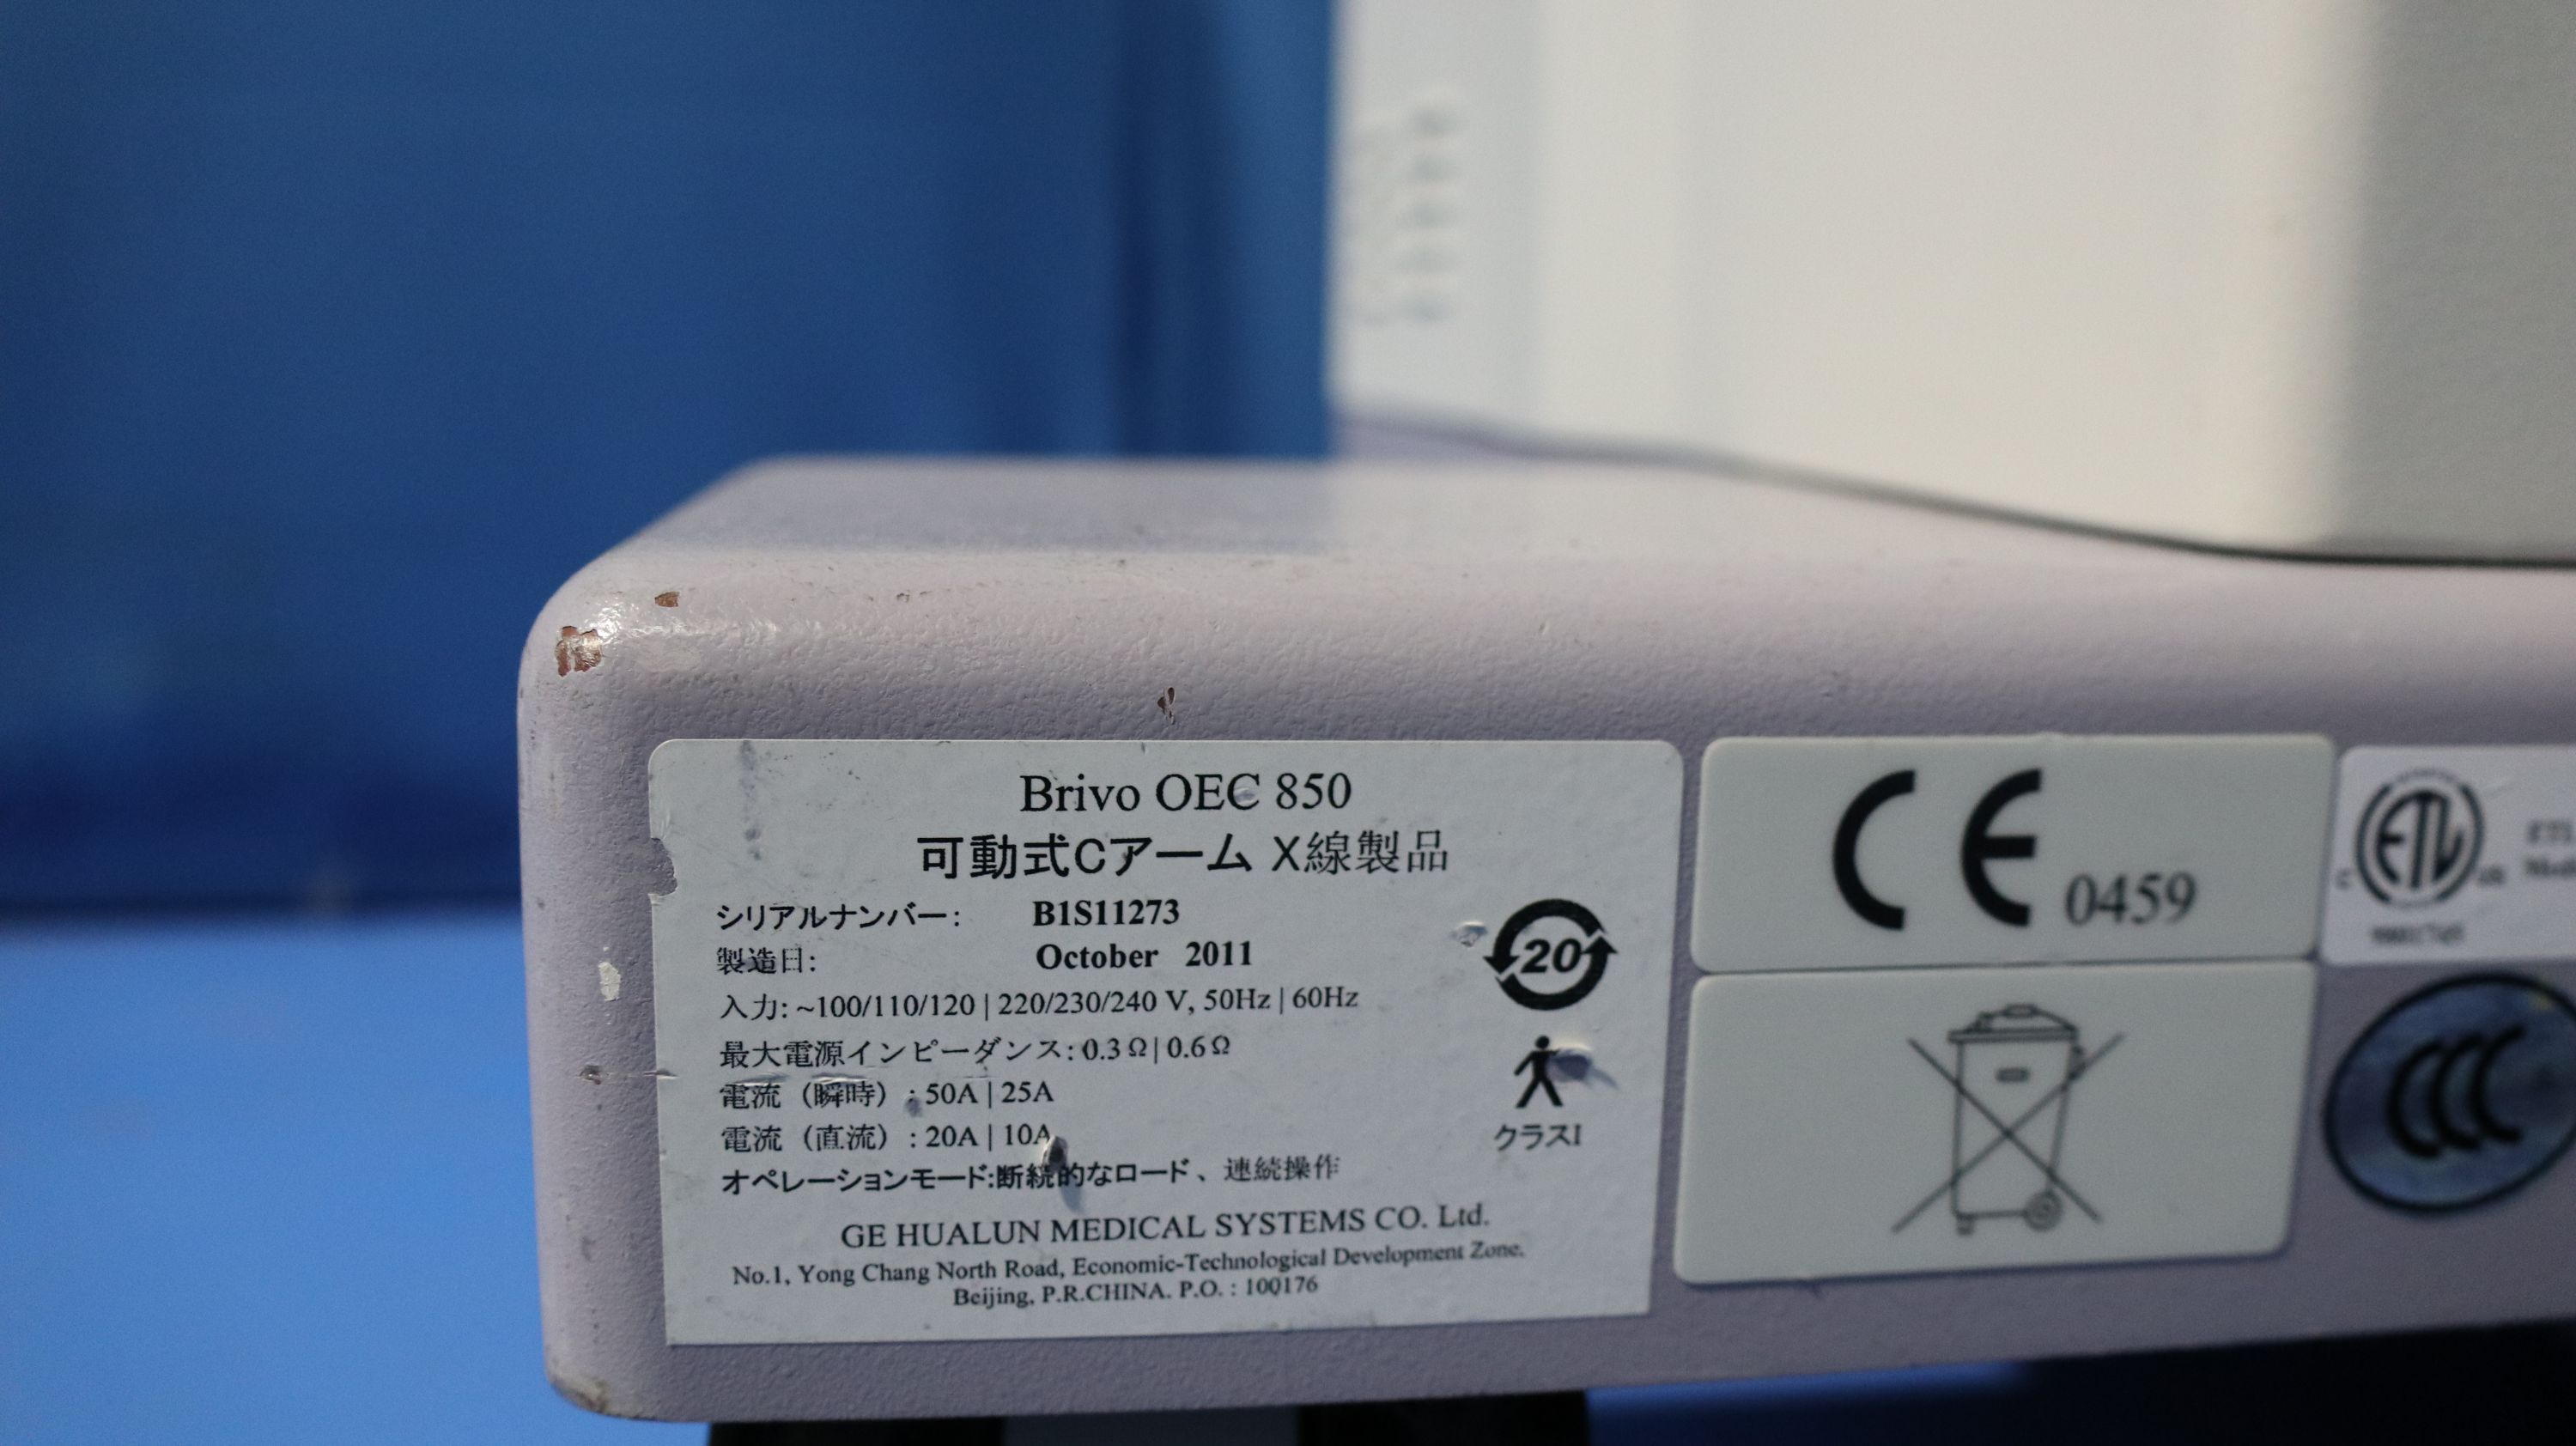 Brivo OEC 850
可動式Cアーム X線製品
シリアルナンバー: B1S11273
製造日: October 2011
入力: ~100/110/120 | 220/230/240 V, 50Hz | 60Hz
最大電源インピーダンス: 0.3 Ω | 0.6 Ω
電流（瞬時）: 50A | 25A
電流（直流）: 20A | 10A
オペレーションモード:断続的なロード、連続操作
20
クラスI
GE HUALUN MEDICAL SYSTEMS CO. Ltd.
No.1, Yong Chang North Road, Economic-Technological Development Zone.
Beijing, P.R.CHINA. P.O. : 100176
CE 0459
ETL
CCC